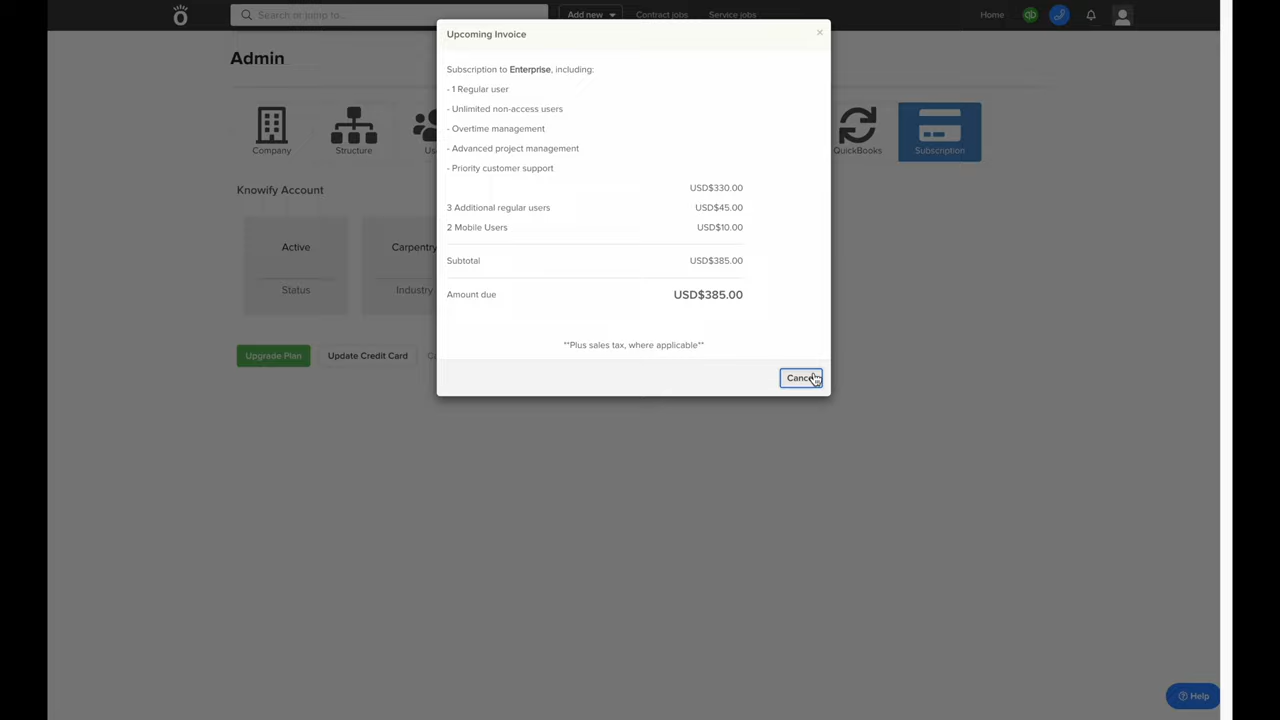 Search or jump to...
Add new
Contract jobs
Service jobs
Home
qb
Admin
Company
Structure
QuickBooks
Subscription
Knowify Account
Active
Status
Carpentry
Industry
Upgrade Plan
Update Credit Card
Upcoming Invoice
×
Subscription to Enterprise, including:
- 1 Regular user
- Unlimited non-access users
- Overtime management
- Advanced project management
- Priority customer support
USD$330.00
3 Additional regular users USD$45.00
2 Mobile Users USD$10.00
Subtotal USD$385.00
Amount due USD$385.00
**Plus sales tax, where applicable**
Cancel
Help